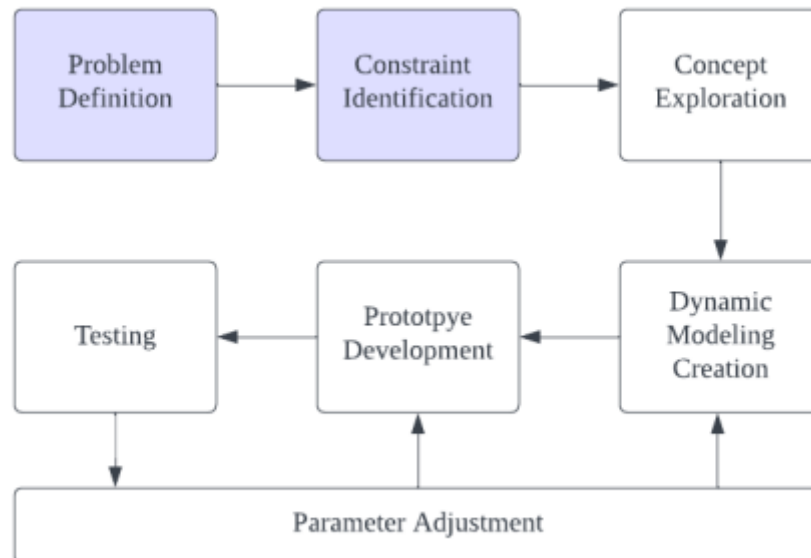 Problem
Definition
Constraint
Identification
Concept
Exploration
Testing
Prototpye
Development
Dynamic
Modeling
Creation
Parameter Adjustment